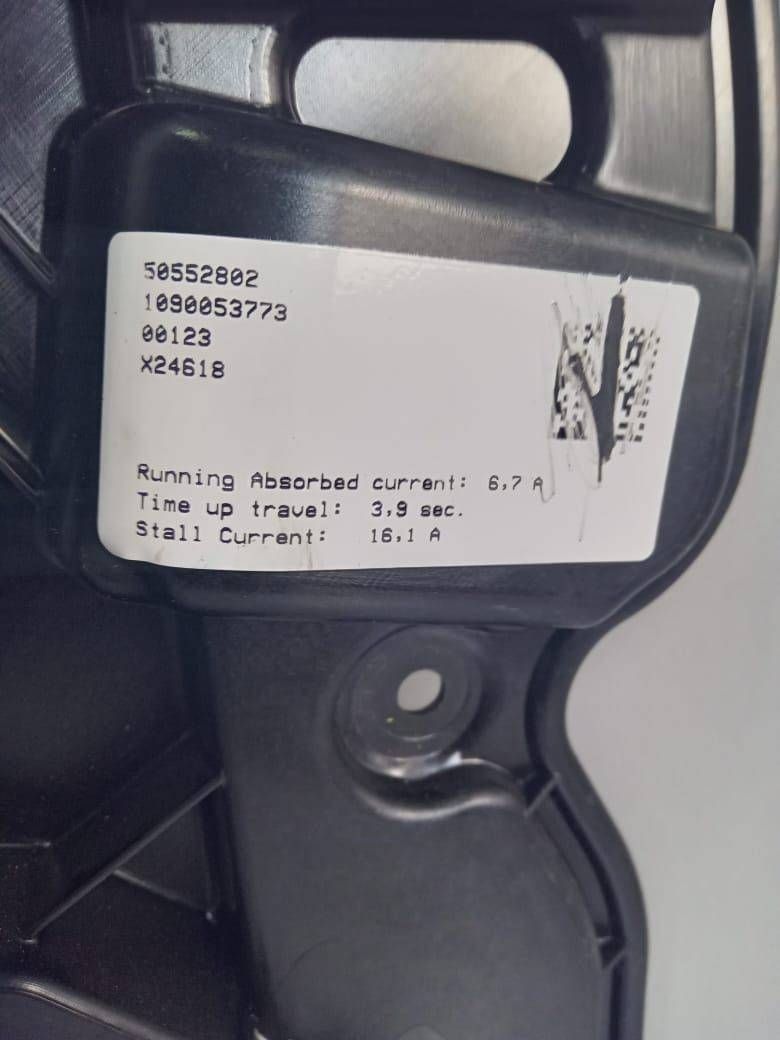 50552802
1090053773
00123
X24618
Running Absorbed current: 6,7 A
Time up travel: 3,9 sec.
Stall Current: 16,1 A